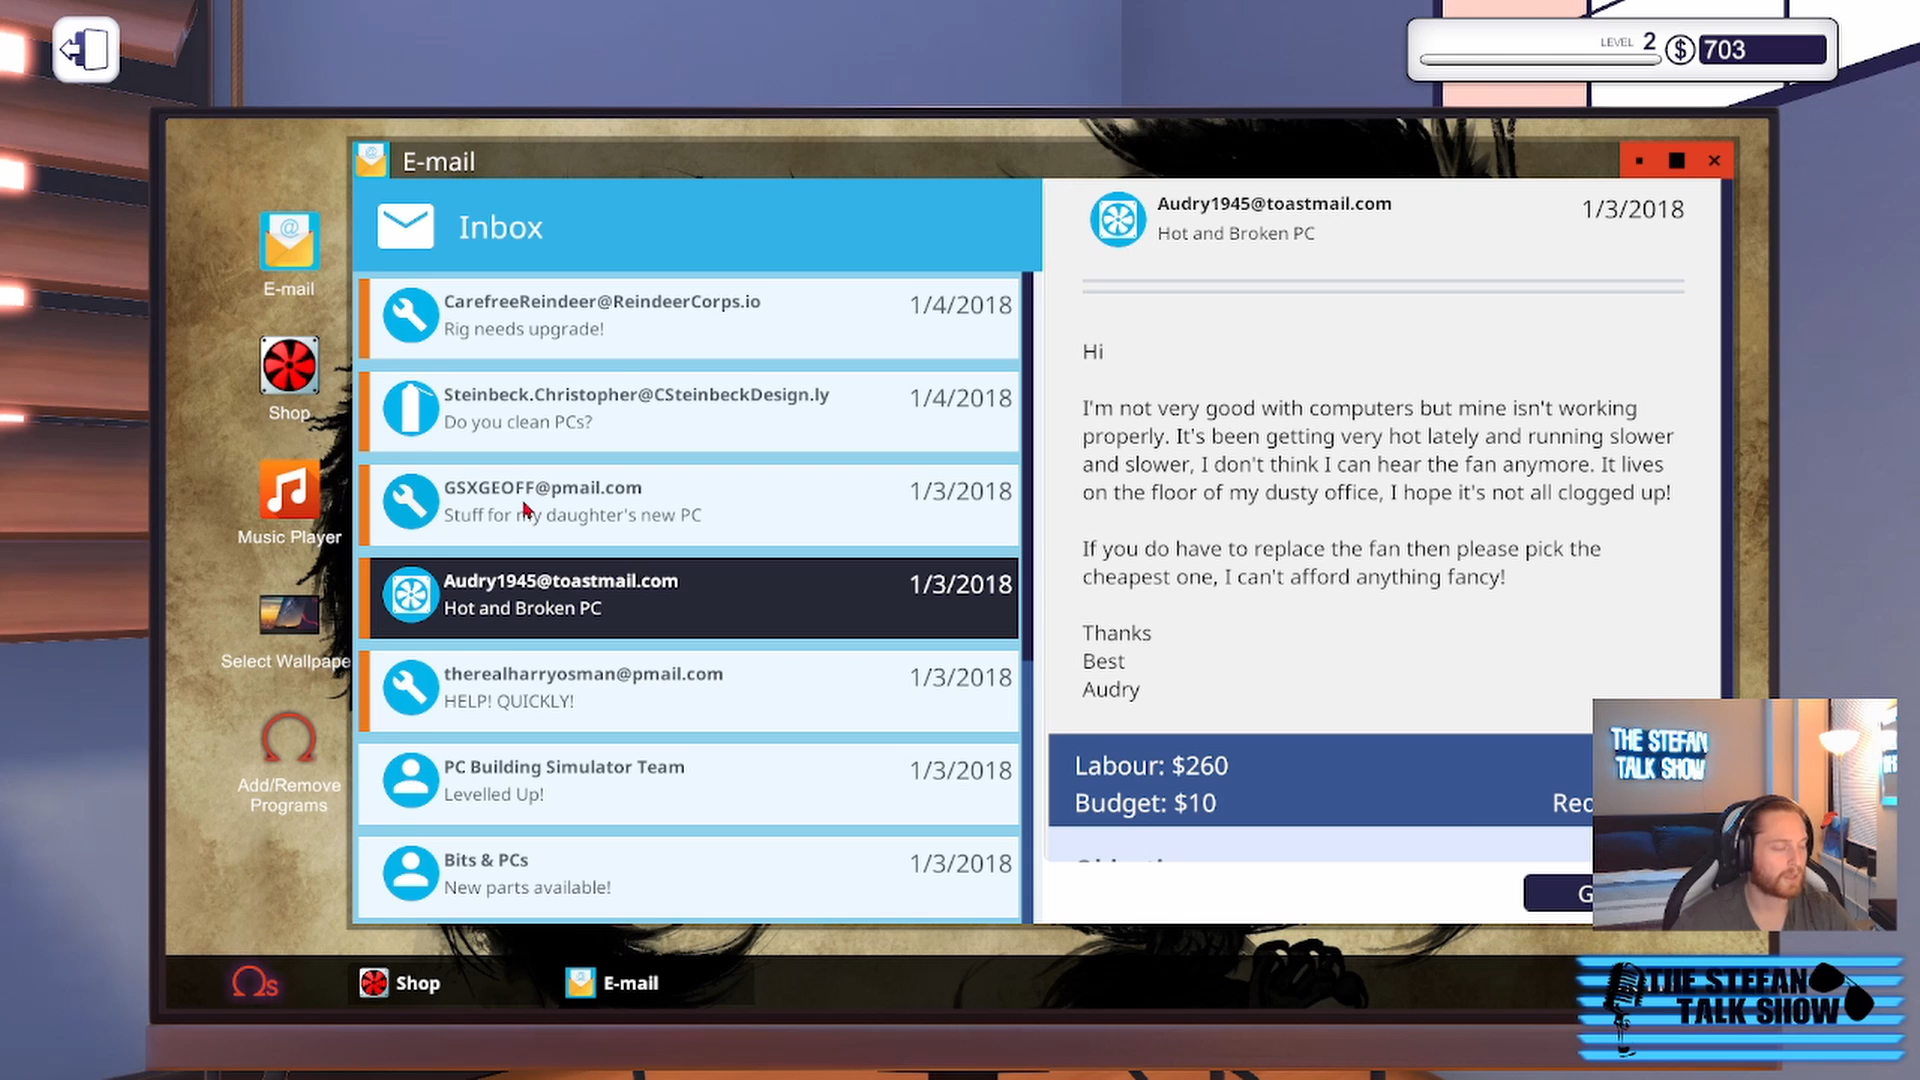 LEVEL 2 $ 703
E-mail
Inbox
CarefreeReindeer@ReindeerCorps.io 1/4/2018
Rig needs upgrade!
Steinbeck.Christopher@CSteinbeckDesign.ly 1/4/2018
Do you clean PCs?
GSXGEOFF@pmail.com 1/3/2018
Stuff for my daughter's new PC
Audry1945@toastmail.com 1/3/2018
Hot and Broken PC
therealharryosman@pmail.com 1/3/2018
HELP! QUICKLY!
PC Building Simulator Team 1/3/2018
Levelled Up!
Bits & PCs 1/3/2018
New parts available!
Audry1945@toastmail.com 1/3/2018
Hot and Broken PC
Hi
I'm not very good with computers but mine isn't working
properly. It's been getting very hot lately and running slower
and slower, I don't think I can hear the fan anymore. It lives
on the floor of my dusty office, I hope it's not all clogged up!
If you do have to replace the fan then please pick the
cheapest one, I can't afford anything fancy!
Thanks
Best
Audry
Labour: $260
Budget: $10
E-mail
Shop
Music Player
Select Wallpape
Add/Remove
Programs
Ωs Shop E-mail
THE STEFAN
TALK SHOW
THE STEFAN
TALK SHOW